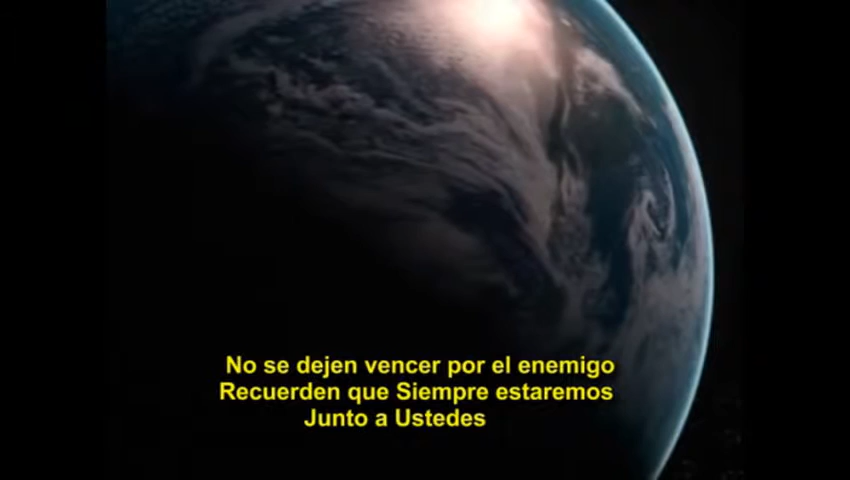 No se dejen vencer por el enemigo
Recuerden que Siempre estaremos
Junto a Ustedes